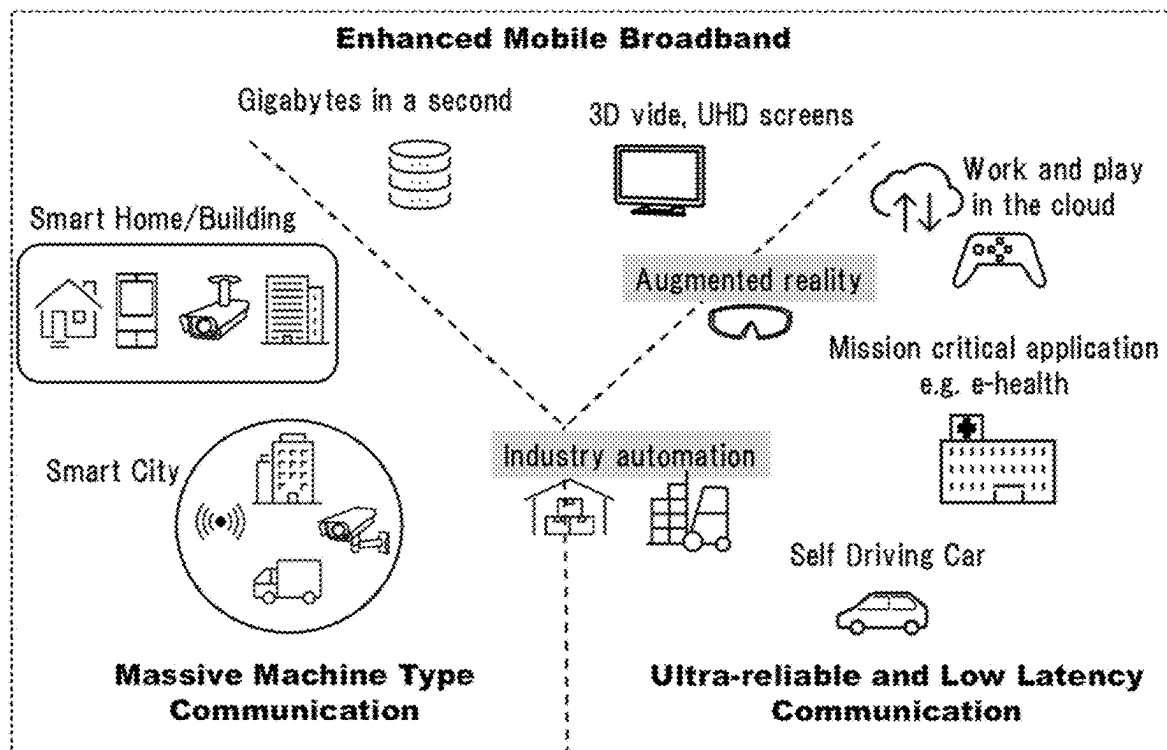 Enhanced Mobile Broadband
Gigabytes in a second
3D vide, UHD screens
Work and play
in the cloud
Smart Home/Building
Augmented reality
Mission critical application
e.g. e-health
Industry automation
Smart City
Self Driving Car
Massive Machine Type
Communication
Ultra-reliable and Low Latency
Communication